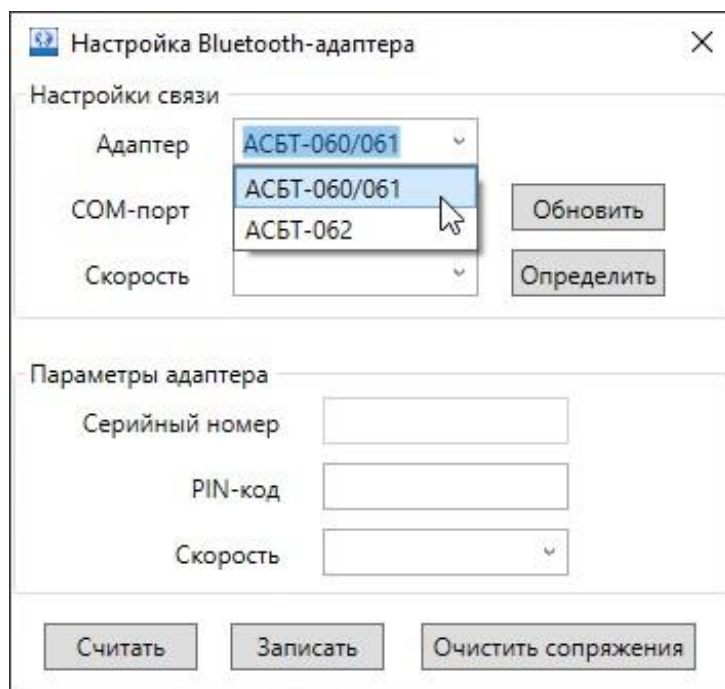 Настройка Bluetooth-адаптера
Настройки связи
Адаптер АСБТ-060/061
АСБТ-060/061
COM-порт Обновить
АСБТ-062
Скорость Определить
Параметры адаптера
Серийный номер
PIN-код
Скорость
Считать Записать Очистить сопряжения